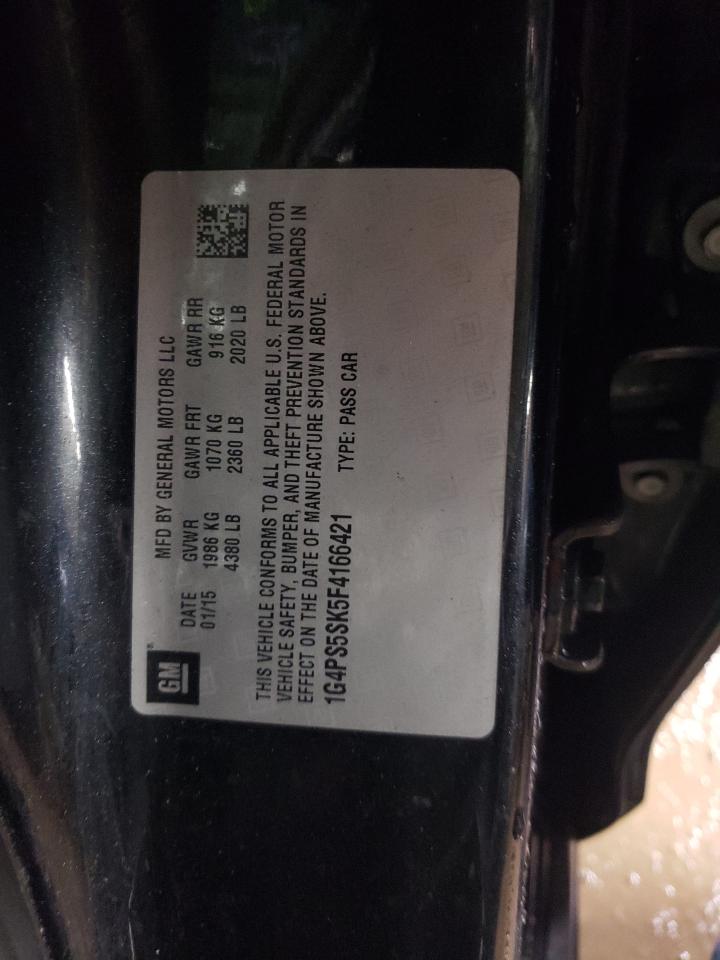 GM
MFD BY GENERAL MOTORS LLC
DATE GVWR GAWR FRT GAWR RR
01/15 1986 KG 1070 KG 916 KG
4380 LB 2360 LB 2020 LB
THIS VEHICLE CONFORMS TO ALL APPLICABLE U.S. FEDERAL MOTOR
VEHICLE SAFETY, BUMPER, AND THEFT PREVENTION STANDARDS IN
EFFECT ON THE DATE OF MANUFACTURE SHOWN ABOVE.
1G4PS5SK5F4166421 TYPE: PASS CAR